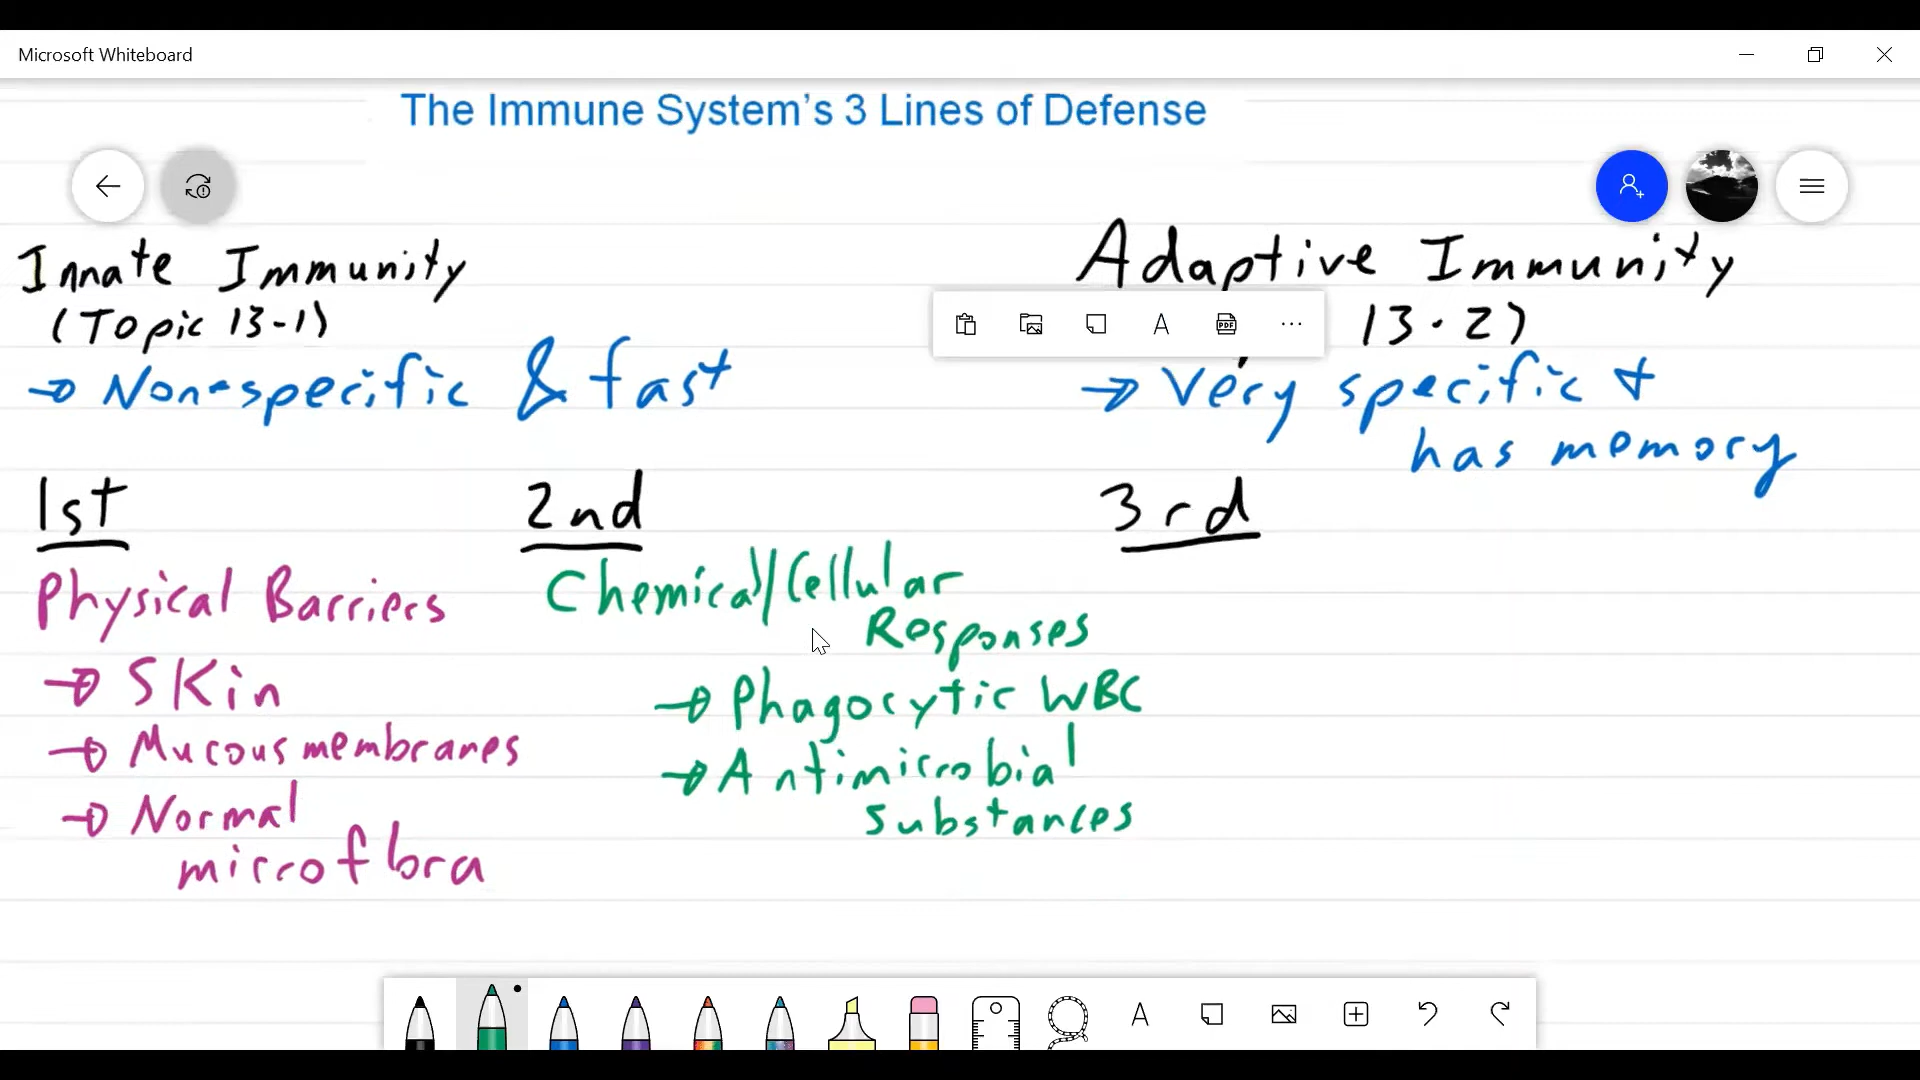 Microsoft Whiteboard
The Immune System's 3 Lines of Defense
Innate Immunity
(Topic 13-1)
→ Non-specific & fast
Adaptive Immunity
13.2)
→ Very specific +
has memory
1st
Physical Barriers
→ Skin
→ Mucous membranes
→ Normal
microflora
2nd
Chemical/Cellular
Responses
→ Phagocytic WBC
→ Antimicrobial
substances
3rd
PDF